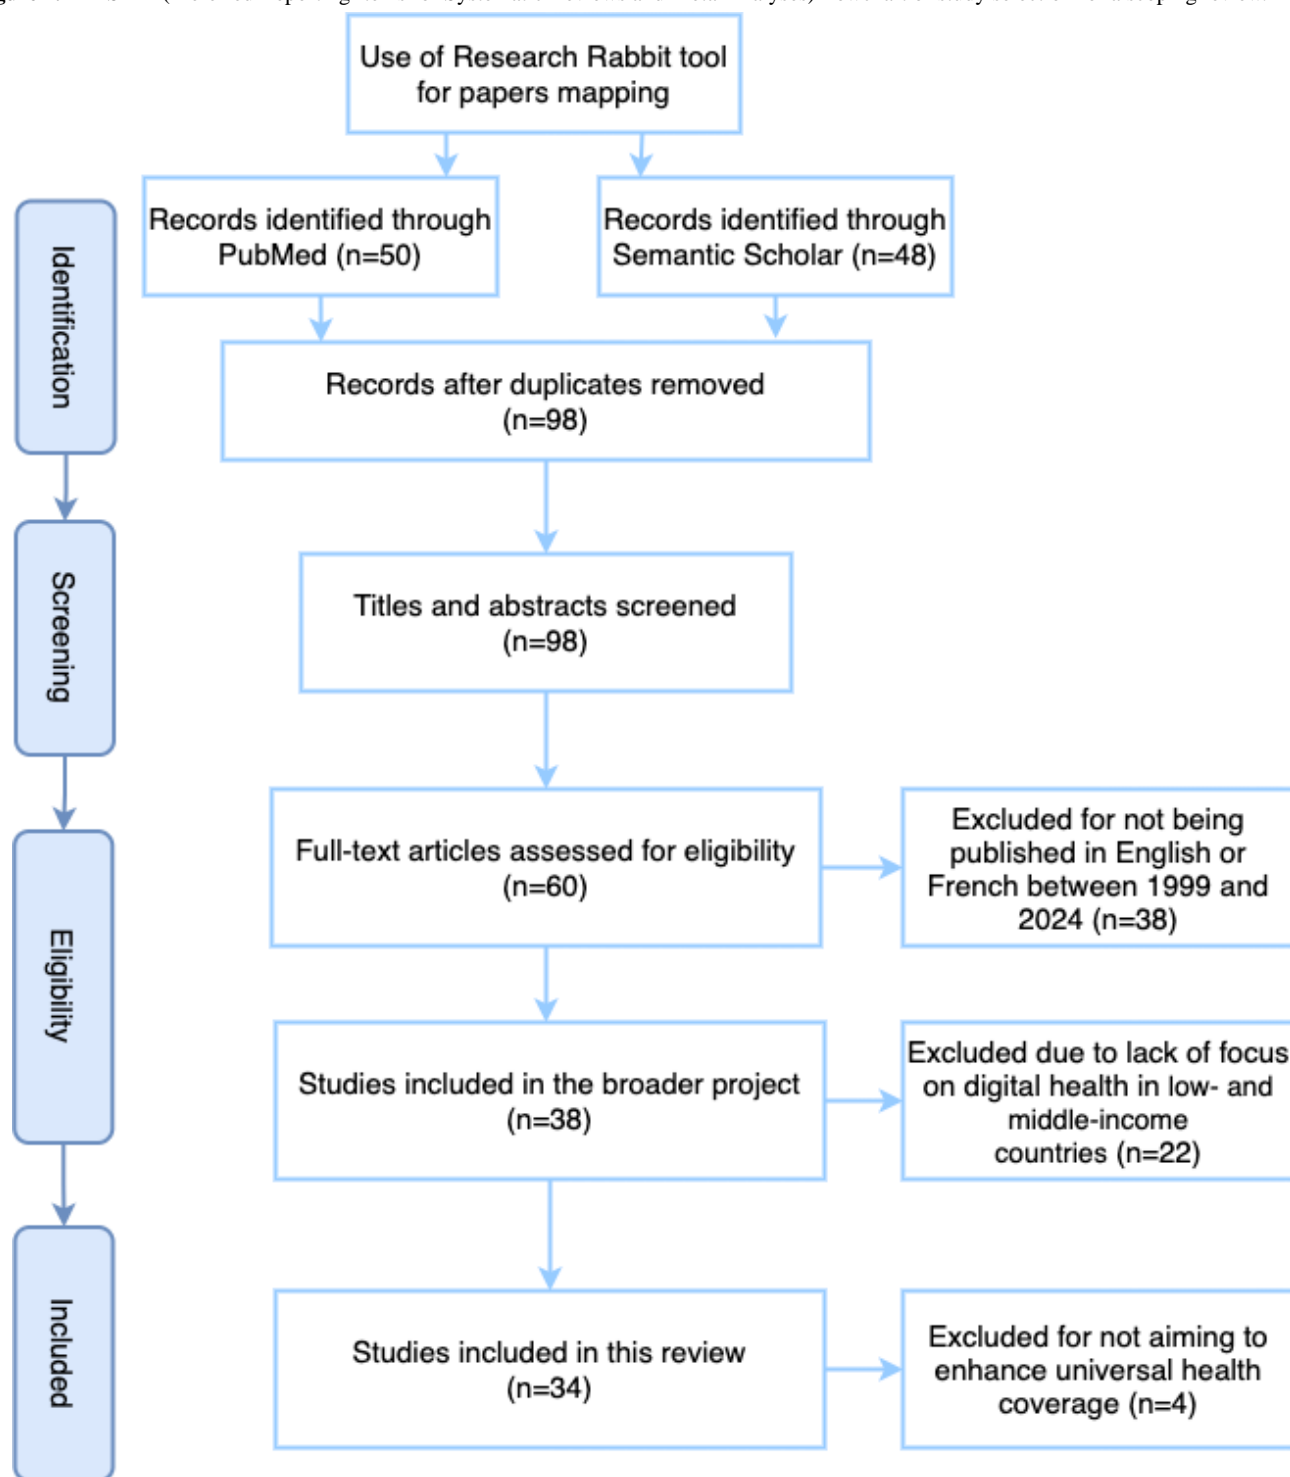 Use of Research Rabbit tool
for papers mapping
Records identified through
PubMed (n=50)
Records identified through
Semantic Scholar (n=48)
Identification
Records after duplicates removed
(n=98)
Screening
Titles and abstracts screened
(n=98)
Eligibility
Full-text articles assessed for eligibility
(n=60)
Excluded for not being
published in English or
French between 1999 and
2024 (n=38)
Studies included in the broader project
(n=38)
Excluded due to lack of focus
on digital health in low- and
middle-income
countries (n=22)
Included
Studies included in this review
(n=34)
Excluded for not aiming to
enhance universal health
coverage (n=4)